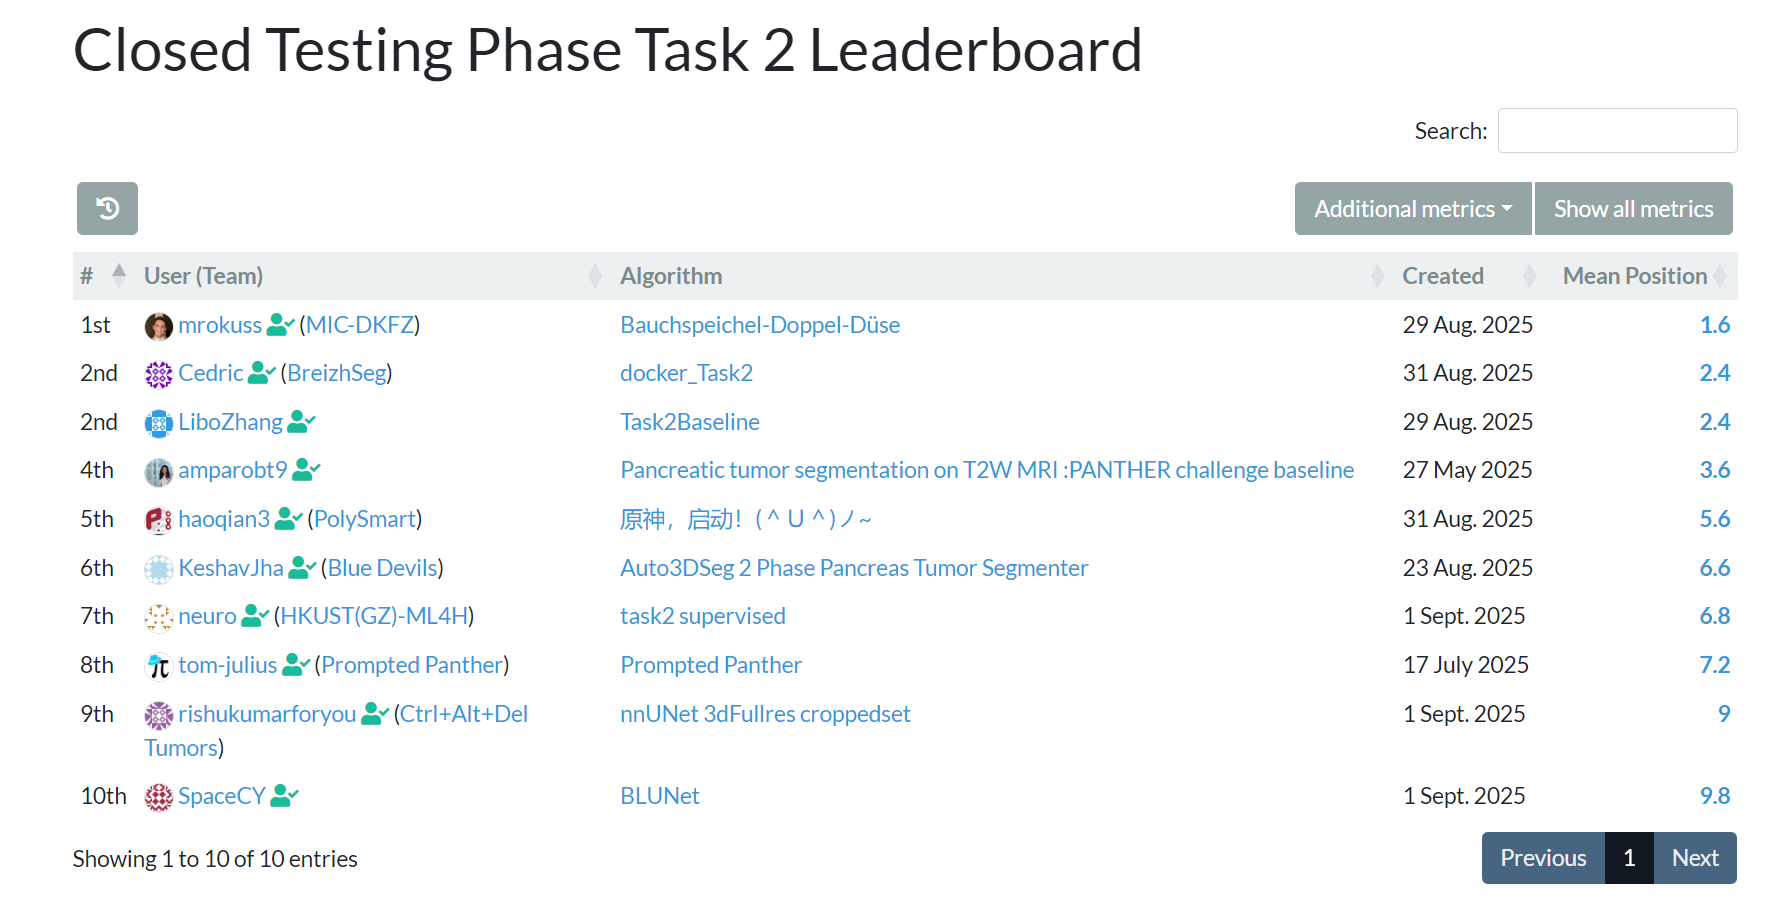 Closed Testing Phase Task 2 Leaderboard
Search:
Additional metrics Show all metrics
# User (Team) Algorithm Created Mean Position
1st mrokuss (MIC-DKFZ) Bauchspeichel-Doppel-Düse 29 Aug. 2025 1.6
2nd Cedric (BreizhSeg) docker_Task2 31 Aug. 2025 2.4
2nd LiboZhang Task2Baseline 29 Aug. 2025 2.4
4th amparobt9 Pancreatic tumor segmentation on T2W MRI :PANTHER challenge baseline 27 May 2025 3.6
5th haoqian3 (PolySmart) 原神，启动！(＾Ｕ＾)ノ~ 31 Aug. 2025 5.6
6th KeshavJha (Blue Devils) Auto3DSeg 2 Phase Pancreas Tumor Segmenter 23 Aug. 2025 6.6
7th neuro (HKUST(GZ)-ML4H) task2 supervised 1 Sept. 2025 6.8
8th tom-julius (Prompted Panther) Prompted Panther 17 July 2025 7.2
9th rishukumarforyou (Ctrl+Alt+Del nnUNet 3dFullres croppedset 1 Sept. 2025 9
Tumors)
10th SpaceCY BLUNet 1 Sept. 2025 9.8
Showing 1 to 10 of 10 entries Previous 1 Next